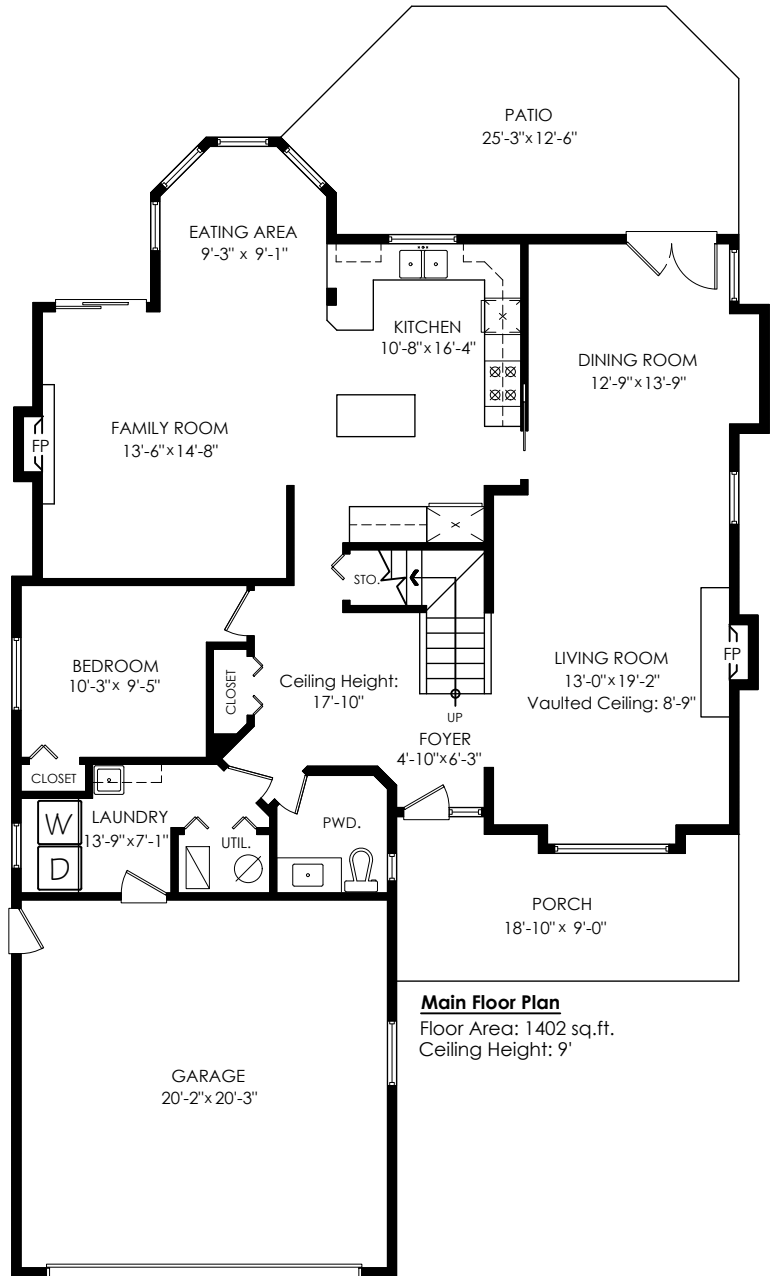 PATIO
25'-3"x 12'-6"
EATING AREA
9'-3" x 9'-1"
KITCHEN
10'-8"x16'-4"
DINING ROOM
12'-9"x13'-9"
FAMILY ROOM
13'-6"x14'-8"
FP
STO.
BEDROOM
10'-3"x 9'-5"
CLOSET
Ceiling Height:
17'-10"
LIVING ROOM
13'-0"x19'-2"
Vaulted Ceiling: 8'-9"
FP
UP
FOYER
4'-10"x6'-3"
CLOSET
LAUNDRY
13'-9"x7'-1"
W
D
UTIL.
PWD.
PORCH
18'-10"x 9'-0"
Main Floor Plan
Floor Area: 1402 sq.ft.
Ceiling Height: 9'
GARAGE
20'-2"x 20'-3"